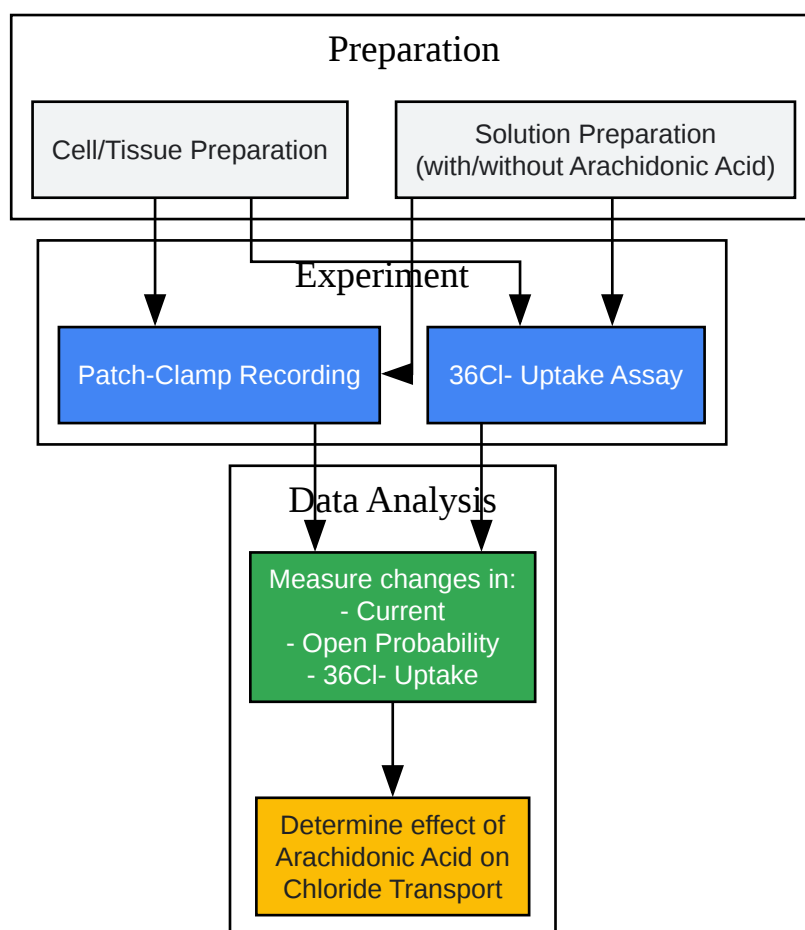 Preparation
Cell/Tissue Preparation
Solution Preparation
(with/without Arachidonic Acid)
Experiment
Patch-Clamp Recording
36Cl- Uptake Assay
Data Analysis
Measure changes in:
- Current
- Open Probability
- 36Cl- Uptake
Determine effect of
Arachidonic Acid on
Chloride Transport